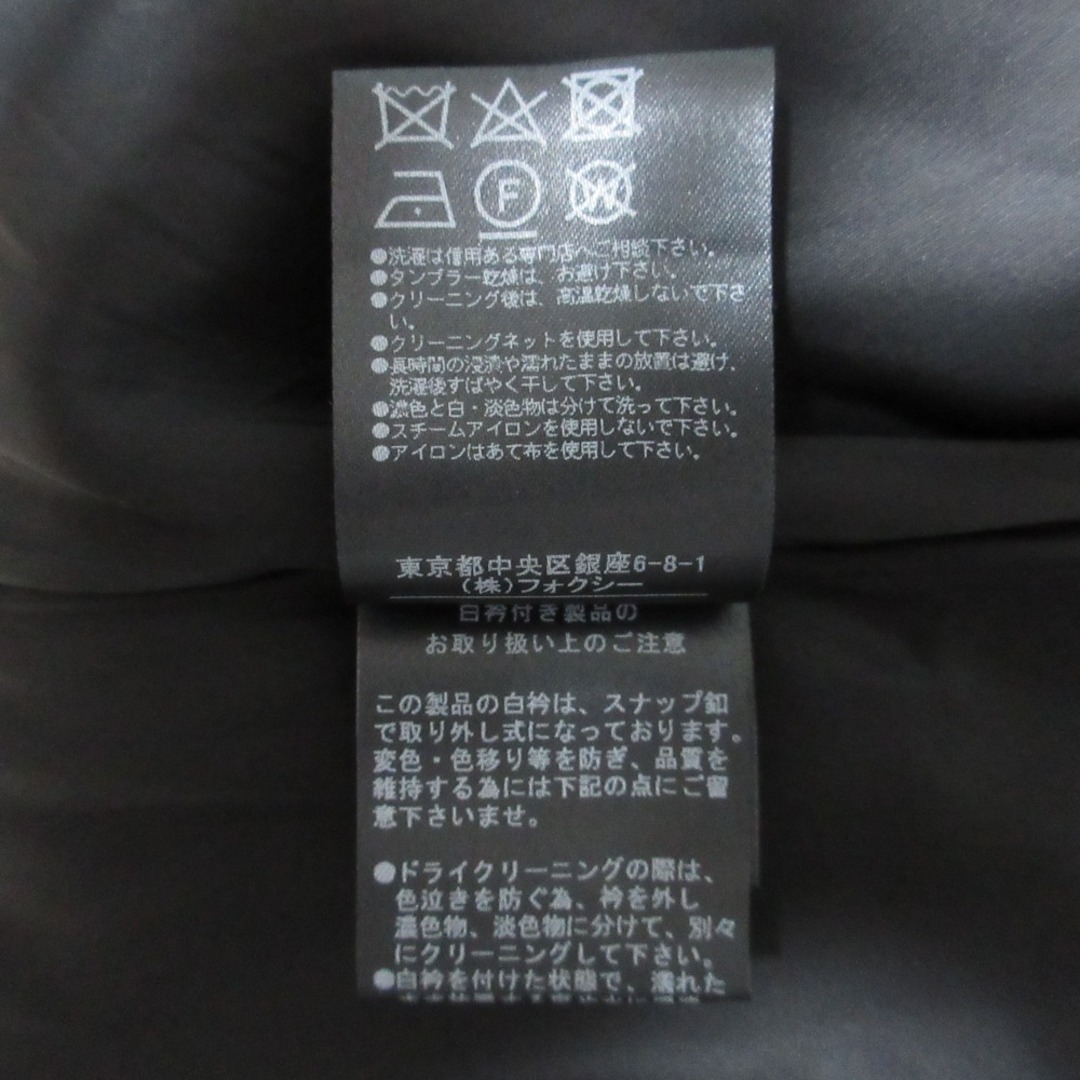 F
W
●洗濯は信用ある専門店へご相談下さい。
●タンブラー乾燥は、お避け下さい。
●クリーニング後は、高温乾燥しないで下さ
い。
●クリーニングネットを使用して下さい。
●長時間の浸漬や濡れたままの放置は避け、
洗濯後すばやく干して下さい。
●濃色と白・淡色物は分けて洗って下さい。
●スチームアイロンを使用しないで下さい。
●アイロンはあて布を使用して下さい。
東京都中央区銀座6-8-1
(株)フォクシー
白衿付き製品の
お取り扱い上のご注意
この製品の白衿は、スナップ釦
で取り外し式になっております。
変色・色移り等を防ぎ、品質を
維持する為には下記の点にご留
意下さいませ。
●ドライクリーニングの際は、
色泣きを防ぐ為、衿を外し
濃色物、淡色物に分けて、別々
にクリーニングして下さい。
●白衿を付けた状態で、濡れた